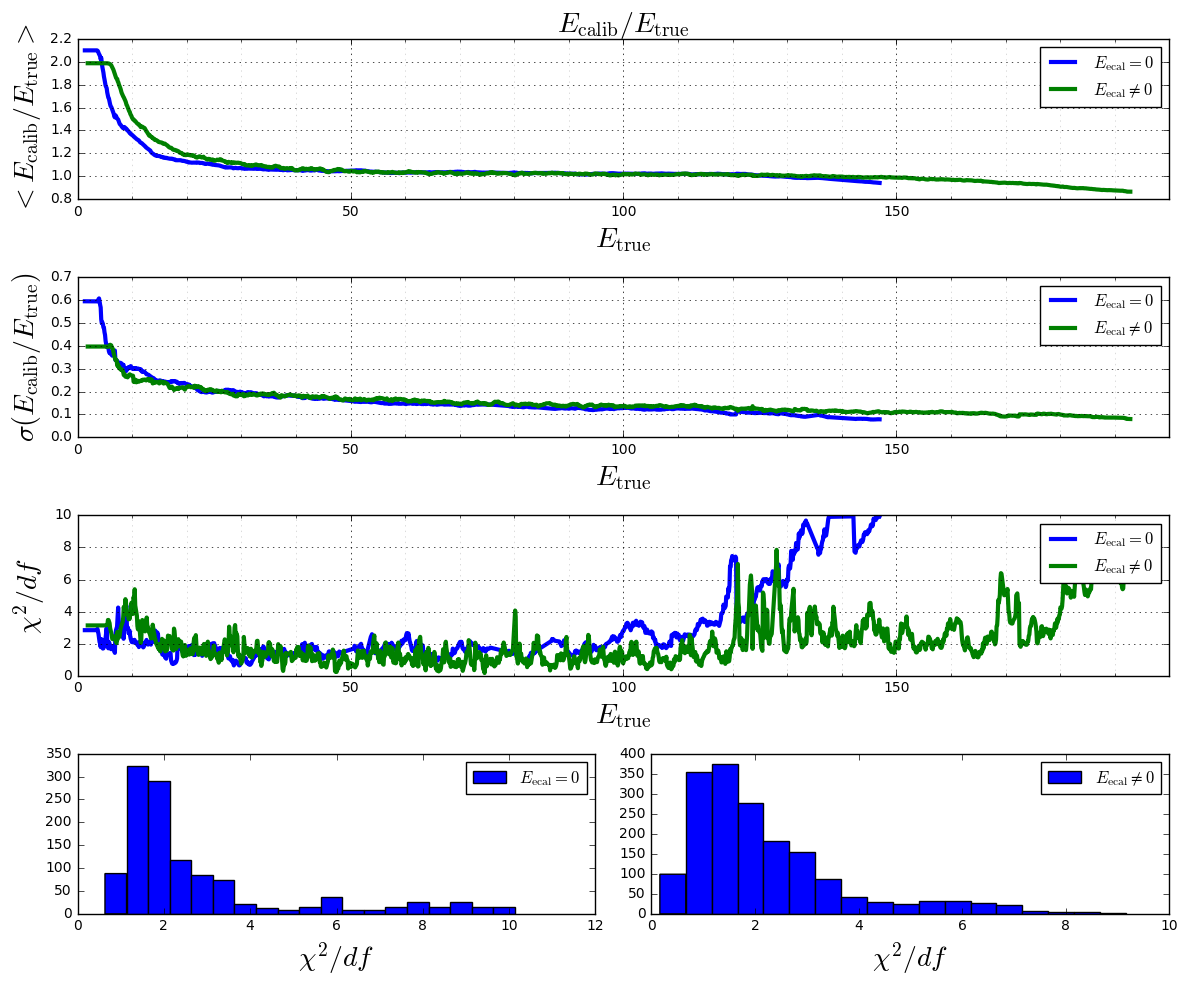 E_calib/E_true
< E_calib/E_true >
2.2
2.0
1.8
1.6
1.4
1.2
1.0
0.8
E_ecal = 0
E_ecal ≠ 0
0 50 100 150
E_true
σ(E_calib/E_true)
0.7
0.6
0.5
0.4
0.3
0.2
0.1
0.0
E_ecal = 0
E_ecal ≠ 0
0 50 100 150
E_true
χ²/df
10
8
6
4
2
0
E_ecal = 0
E_ecal ≠ 0
0 50 100 150
E_true
350
300
250
200
150
100
50
0
E_ecal = 0
0 2 4 6 8 10 12
χ²/df
400
350
300
250
200
150
100
50
0
E_ecal ≠ 0
0 2 4 6 8 10
χ²/df